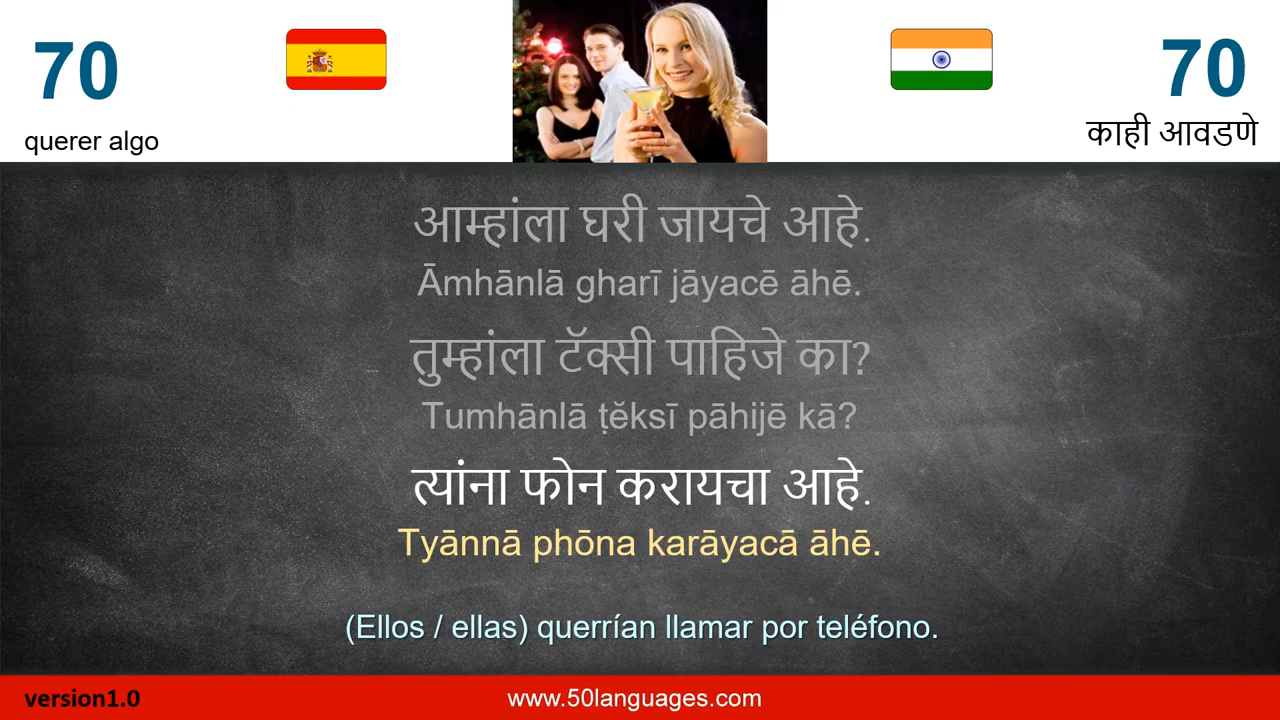 70
querer algo
70
काही आवडणे
आम्हांला घरी जायचे आहे.
Āmhānlā gharī jāyacē āhē.
तुम्हांला टॅक्सी पाहिजे का?
Tumhānlā ṭĕksī pāhijē kā?
त्यांना फोन करायचा आहे.
Tyānnā phōna karāyacā āhē.
(Ellos / ellas) querrían llamar por teléfono.
version1.0
www.50languages.com